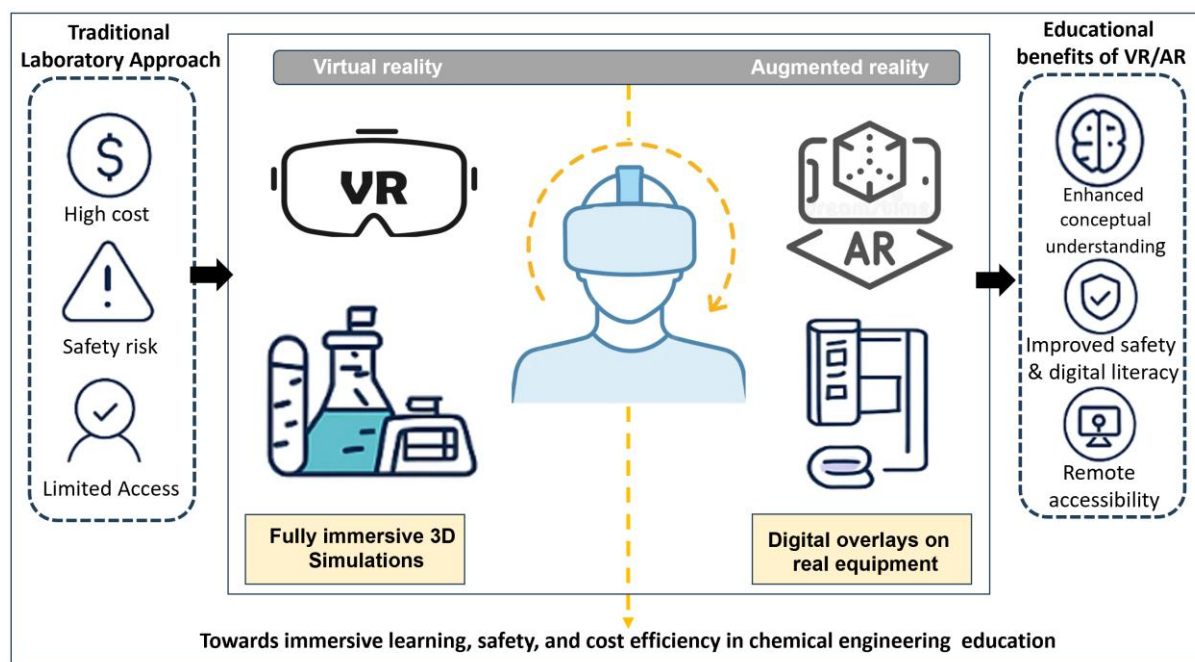 Traditional
Laboratory Approach
$
High cost
!
Safety risk
Limited Access
Virtual reality
Augmented reality
VR
AR
Fully immersive 3D
Simulations
Digital overlays on
real equipment
Educational
benefits of VR/AR
Enhanced
conceptual
understanding
Improved safety
& digital literacy
Remote
accessibility
Towards immersive learning, safety, and cost efficiency in chemical engineering education